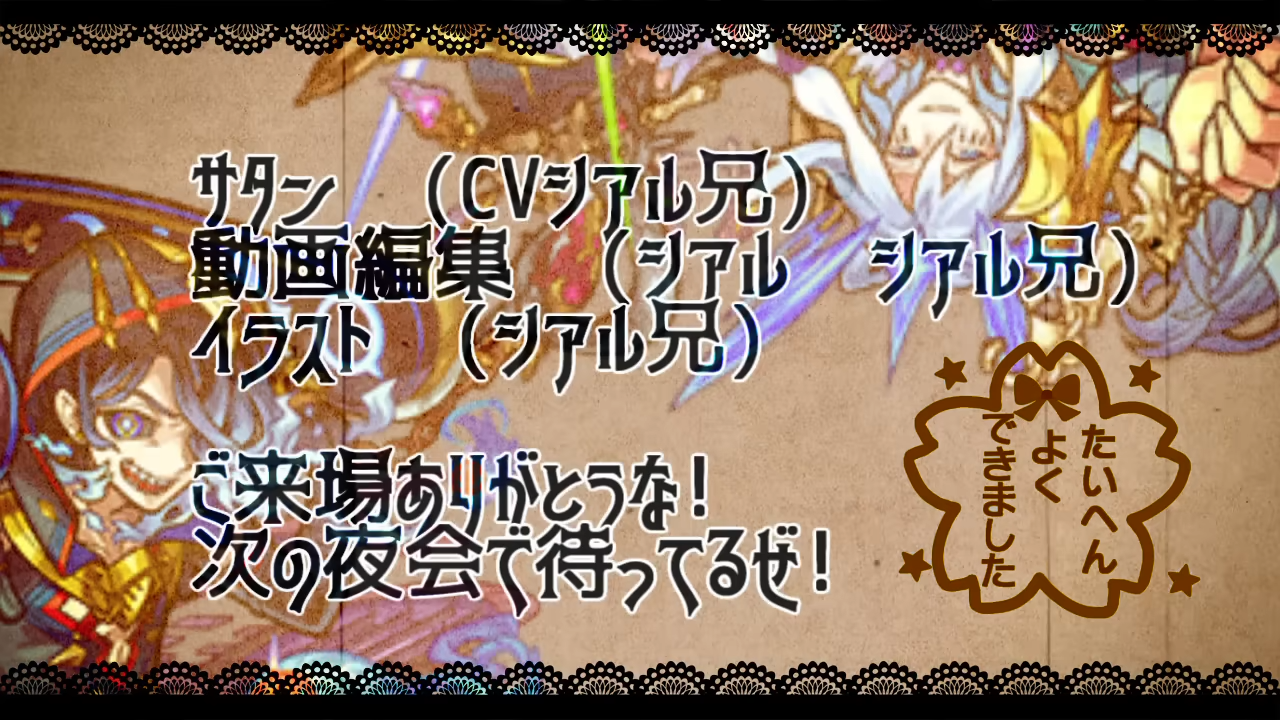 サタン　（CVシアル兄）
動画編集　（シアル　シアル兄）
イラスト　（シアル兄）
ご来場ありがとうな！
次の夜会で待ってるぜ！
たいへん
よく
できました